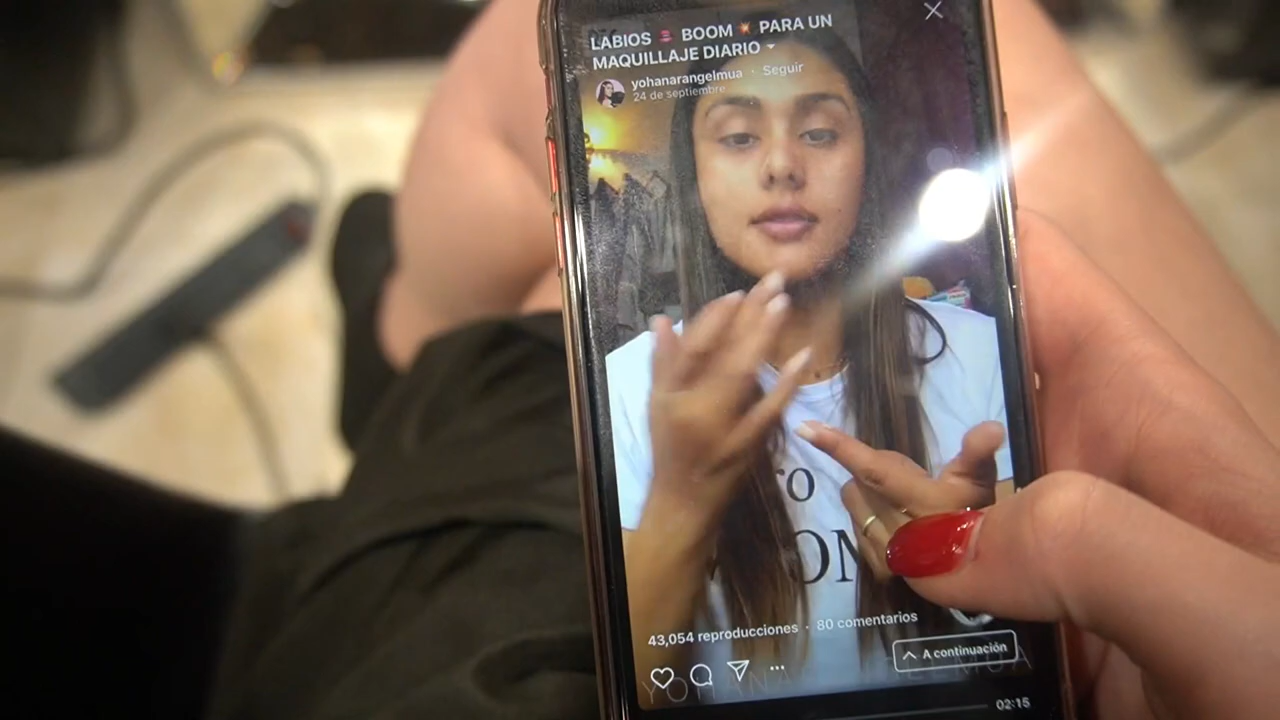 LABIOS 👄 BOOM 💥 PARA UN
MAQUILLAJE DIARIO
yohanarangelmua · Seguir
24 de septiembre
ro
43,054 reproducciones · 80 comentarios
A continuación
02:15